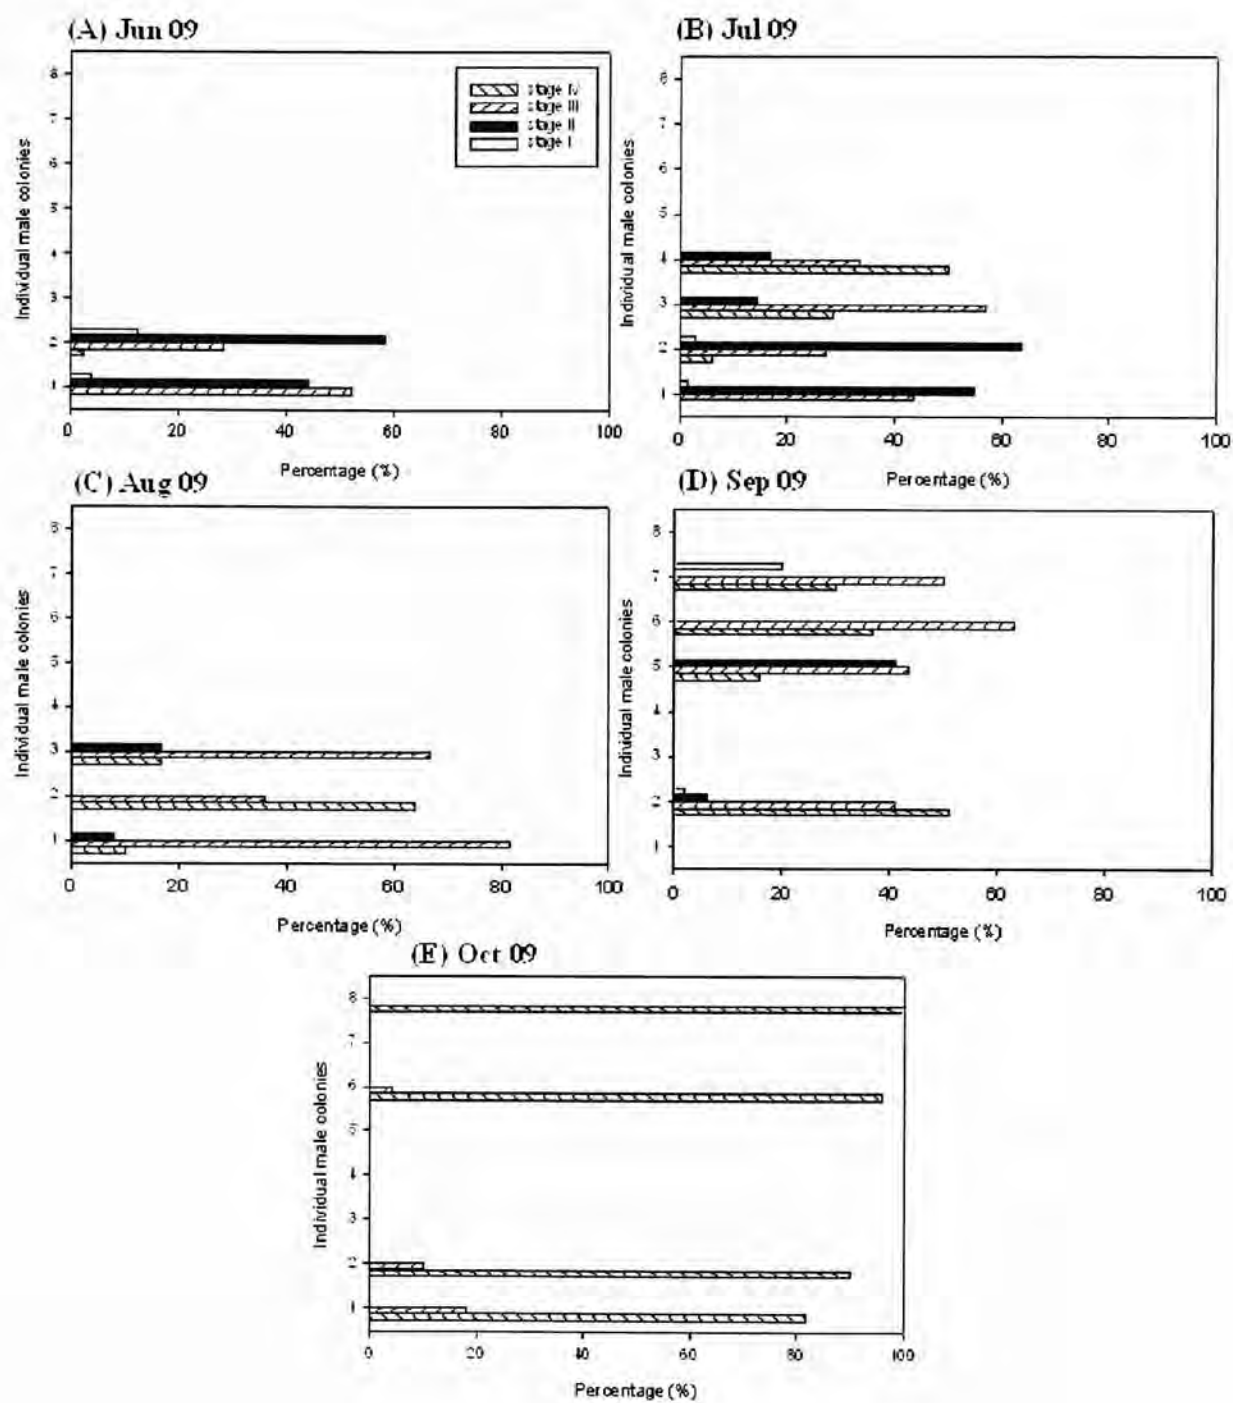 (A) Jun 09
(B) Jul 09
Individual male colonies
8
7
6
5
4
3
2
1
stage IV
stage III
stage II
stage I
0 20 40 60 80 100
Percentage (%)
Individual male colonies
8
7
6
5
4
3
2
1
0 20 40 60 80 100
Percentage (%)
(C) Aug 09
(D) Sep 09
Individual male colonies
8
7
6
5
4
3
2
1
0 20 40 60 80 100
Percentage (%)
Individual male colonies
8
7
6
5
4
3
2
1
0 20 40 60 80 100
Percentage (%)
(E) Oct 09
Individual male colonies
8
7
6
5
4
3
2
1
0 20 40 60 80 100
Percentage (%)